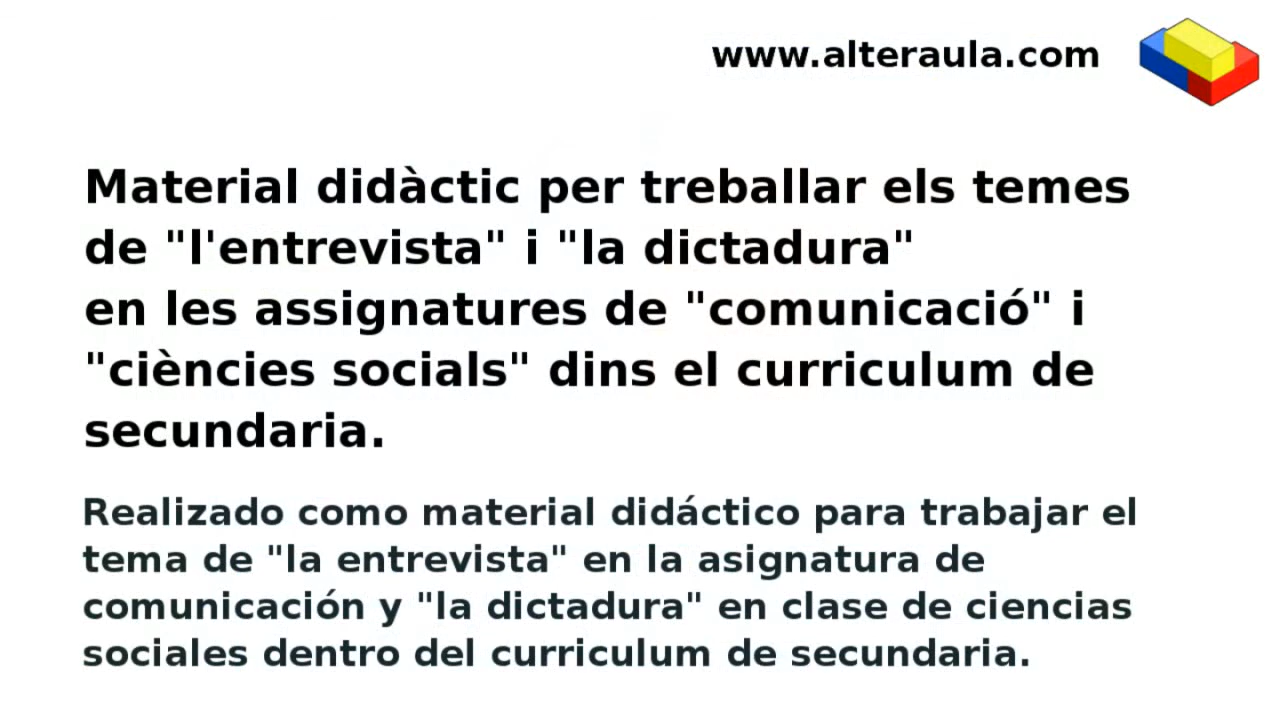 www.alteraula.com
Material didàctic per treballar els temes
de "l'entrevista" i "la dictadura"
en les assignatures de "comunicació" i
"ciències socials" dins el curriculum de
secundaria.
Realizado como material didáctico para trabajar el
tema de "la entrevista" en la asignatura de
comunicación y "la dictadura" en clase de ciencias
sociales dentro del curriculum de secundaria.